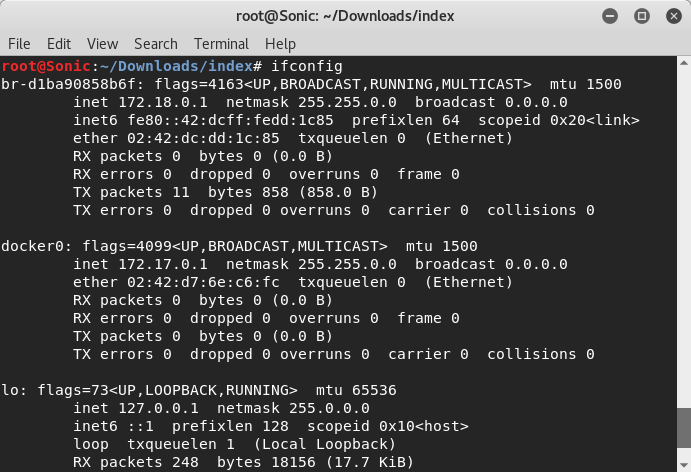 root@Sonic: ~/Downloads/index
File Edit View Search Terminal Help
root@Sonic:~/Downloads/index# ifconfig
br-d1ba90858b6f: flags=4163<UP,BROADCAST,RUNNING,MULTICAST>  mtu 1500
        inet 172.18.0.1  netmask 255.255.0.0  broadcast 0.0.0.0
        inet6 fe80::42:dcff:fedd:1c85  prefixlen 64  scopeid 0x20<link>
        ether 02:42:dc:dd:1c:85  txqueuelen 0  (Ethernet)
        RX packets 0  bytes 0 (0.0 B)
        RX errors 0  dropped 0  overruns 0  frame 0
        TX packets 11  bytes 858 (858.0 B)
        TX errors 0  dropped 0 overruns 0  carrier 0  collisions 0

docker0: flags=4099<UP,BROADCAST,MULTICAST>  mtu 1500
        inet 172.17.0.1  netmask 255.255.0.0  broadcast 0.0.0.0
        ether 02:42:d7:6e:c6:fc  txqueuelen 0  (Ethernet)
        RX packets 0  bytes 0 (0.0 B)
        RX errors 0  dropped 0  overruns 0  frame 0
        TX packets 0  bytes 0 (0.0 B)
        TX errors 0  dropped 0 overruns 0  carrier 0  collisions 0

lo: flags=73<UP,LOOPBACK,RUNNING>  mtu 65536
        inet 127.0.0.1  netmask 255.0.0.0
        inet6 ::1  prefixlen 128  scopeid 0x10<host>
        loop  txqueuelen 1  (Local Loopback)
        RX packets 248  bytes 18156 (17.7 KiB)